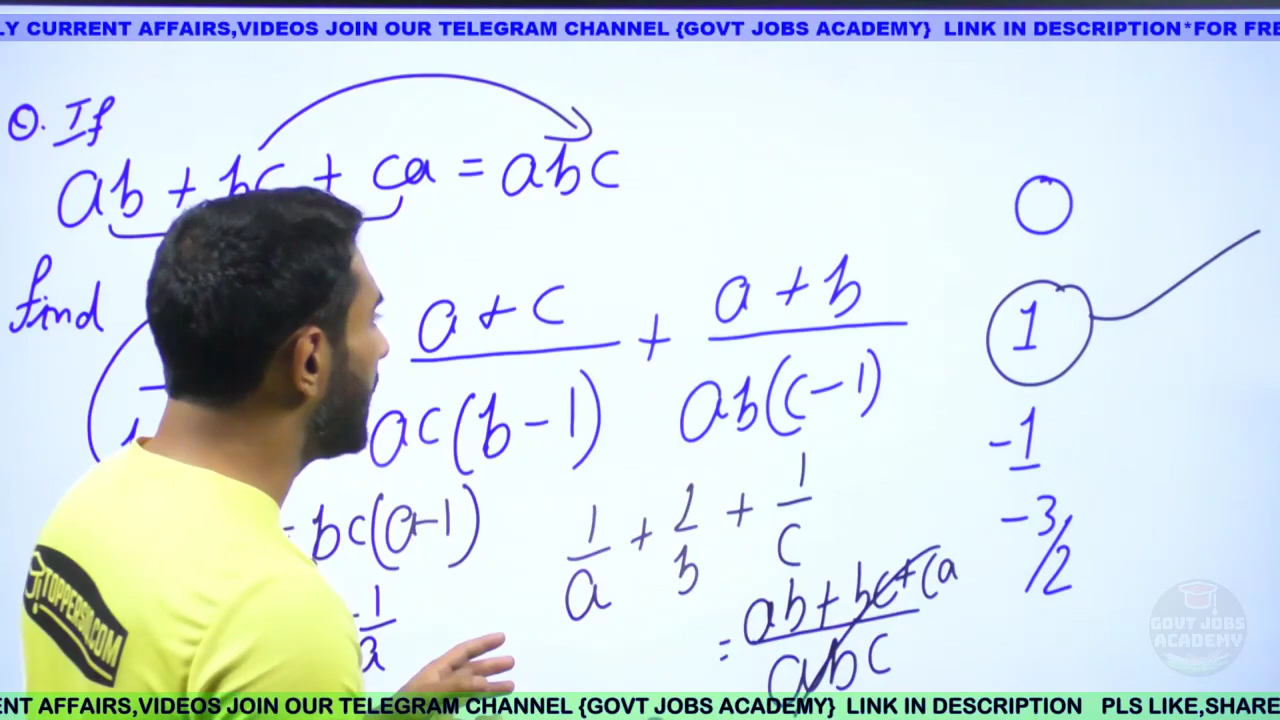 LY CURRENT AFFAIRS,VIDEOS JOIN OUR TELEGRAM CHANNEL {GOVT JOBS ACADEMY} LINK IN DESCRIPTION*FOR FRE
Q. If
ab + bc + ca = abc
find
a + c / ac(b-1) + a + b / ab(c-1)
0
1
-1
-3/2
= bc(a-1)
1/a
1/a + 1/b + 1/c
= ab + bc + ca / abc
TOPPERSJI.COM
GOVT JOBS
ACADEMY
ENT AFFAIRS,VIDEOS JOIN OUR TELEGRAM CHANNEL {GOVT JOBS ACADEMY} LINK IN DESCRIPTION PLS LIKE,SHARE